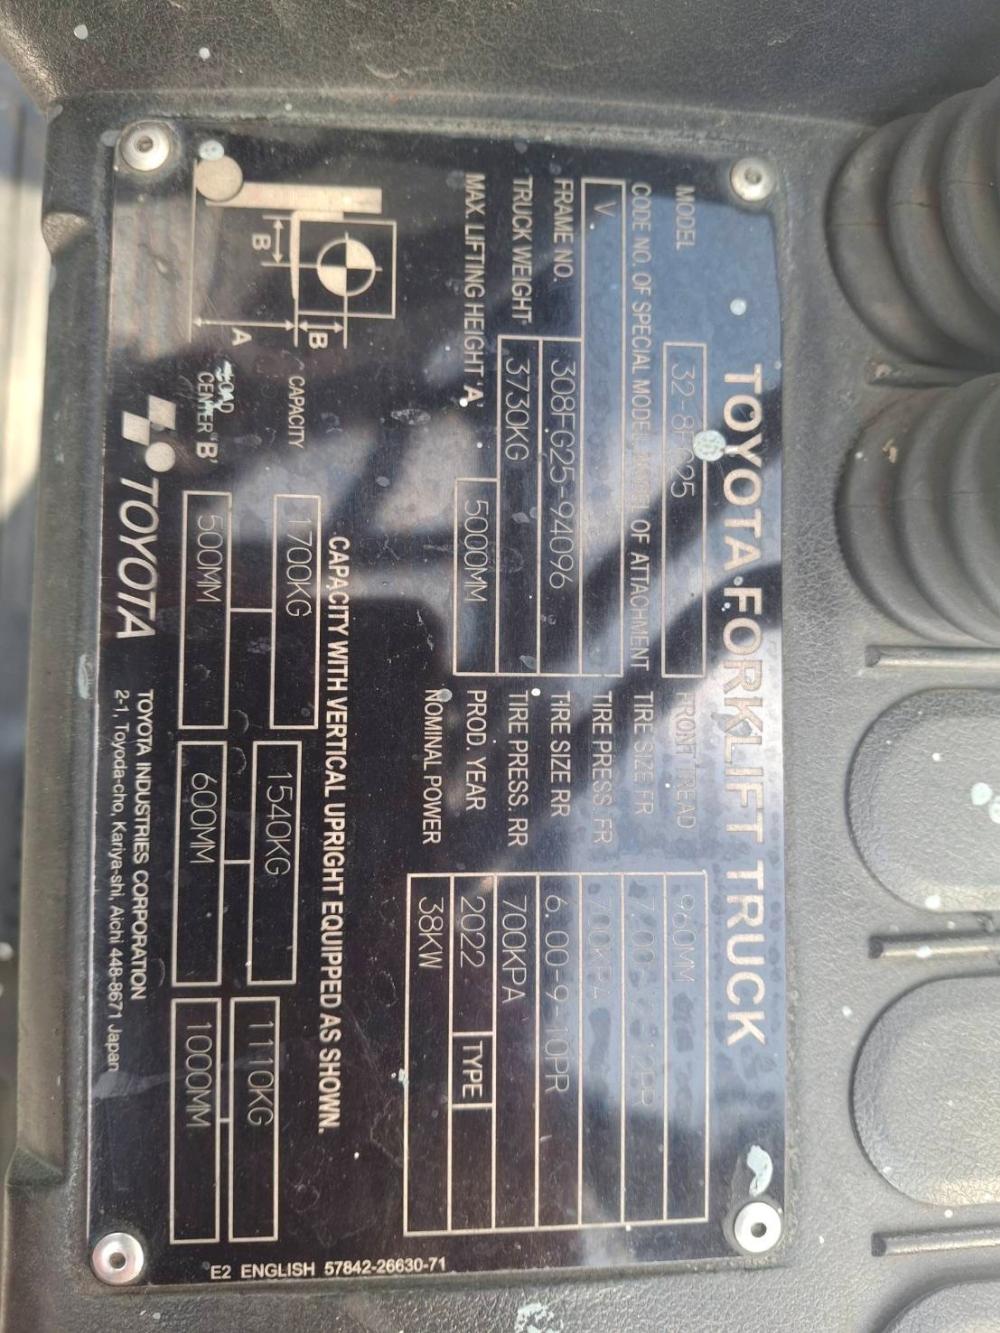 TOYOTA FORKLIFT TRUCK
MODEL 32-8FG25
CODE NO. OF SPECIAL MODEL, OF ATTACHMENT
V
FRAME NO. 308FG25-94096
TRUCK WEIGHT 3730KG
MAX. LIFTING HEIGHT 'A' 5000MM
FRONT TREAD 960MM
TIRE SIZE FR 7.00-
TIRE PRESS. FR 700KPA
TIRE SIZE RR 6.00-9-10PR
TIRE PRESS. RR 700KPA
PROD. YEAR 2022 TYPE
NOMINAL POWER 38KW
CAPACITY WITH VERTICAL UPRIGHT EQUIPPED AS SHOWN.
B
B
A
CAPACITY 1700KG 1540KG 1110KG
LOAD
CENTER 'B' 500MM 600MM 1000MM
TOYOTA
TOYOTA INDUSTRIES CORPORATION
2-1, Toyoda-cho, Kariya-shi, Aichi 448-8671 Japan
E2 ENGLISH 57842-26630-71